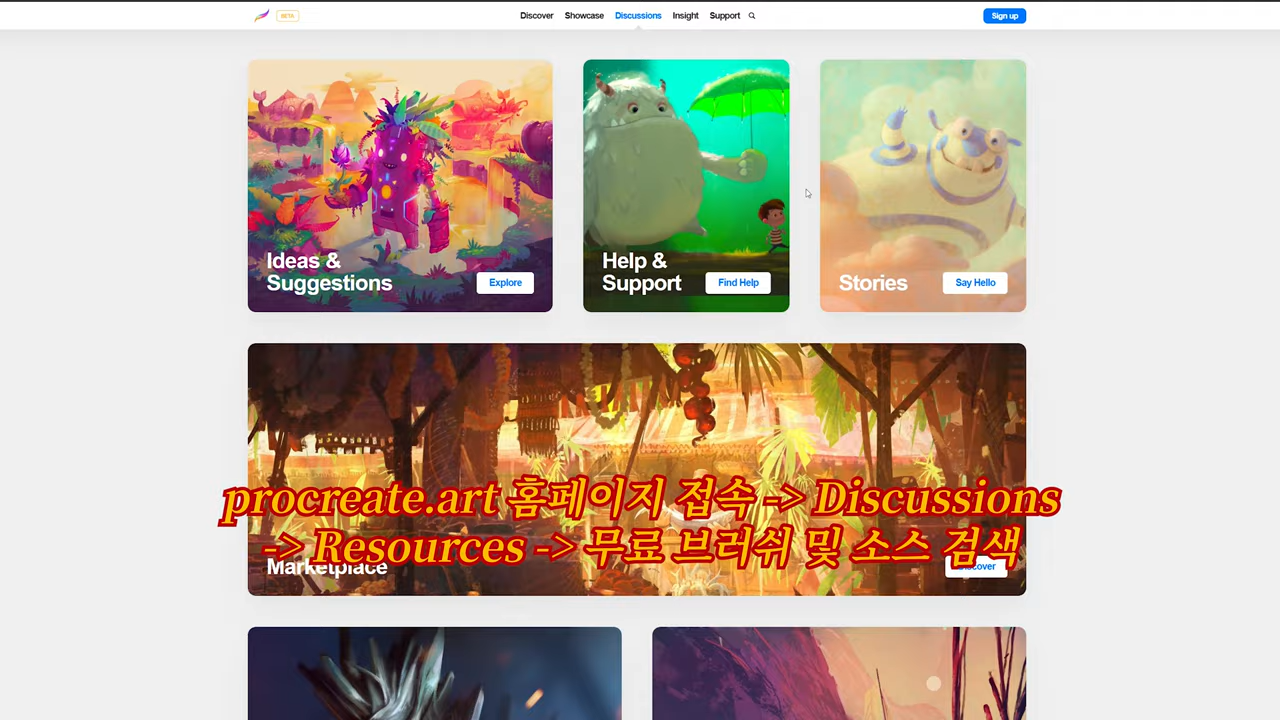 BETA
Discover Showcase Discussions Insight Support
Sign up
Ideas &
Suggestions
Explore
Help &
Support
Find Help
Stories
Say Hello
procreate.art 홈페이지 접속 -> Discussions
-> Resources -> 무료 브러쉬 및 소스 검색
Marketplace
Discover